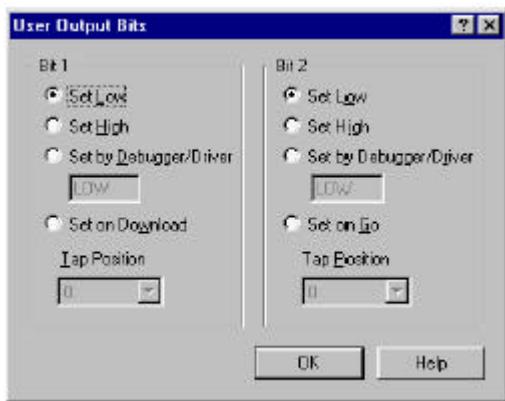 User Output Bits
Bit 1
Set Low
Set High
Set by Debugger/Driver
LOW
Set on Download
Tap Position
0
Bit 2
Set Low
Set High
Set by Debugger/Driver
LOW
Set on Go
Tap Position
0
OK
Help